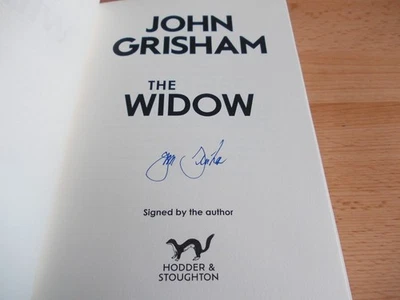 JOHN
GRISHAM
THE
WIDOW
Signed by the author
HODDER &
STOUGHTON